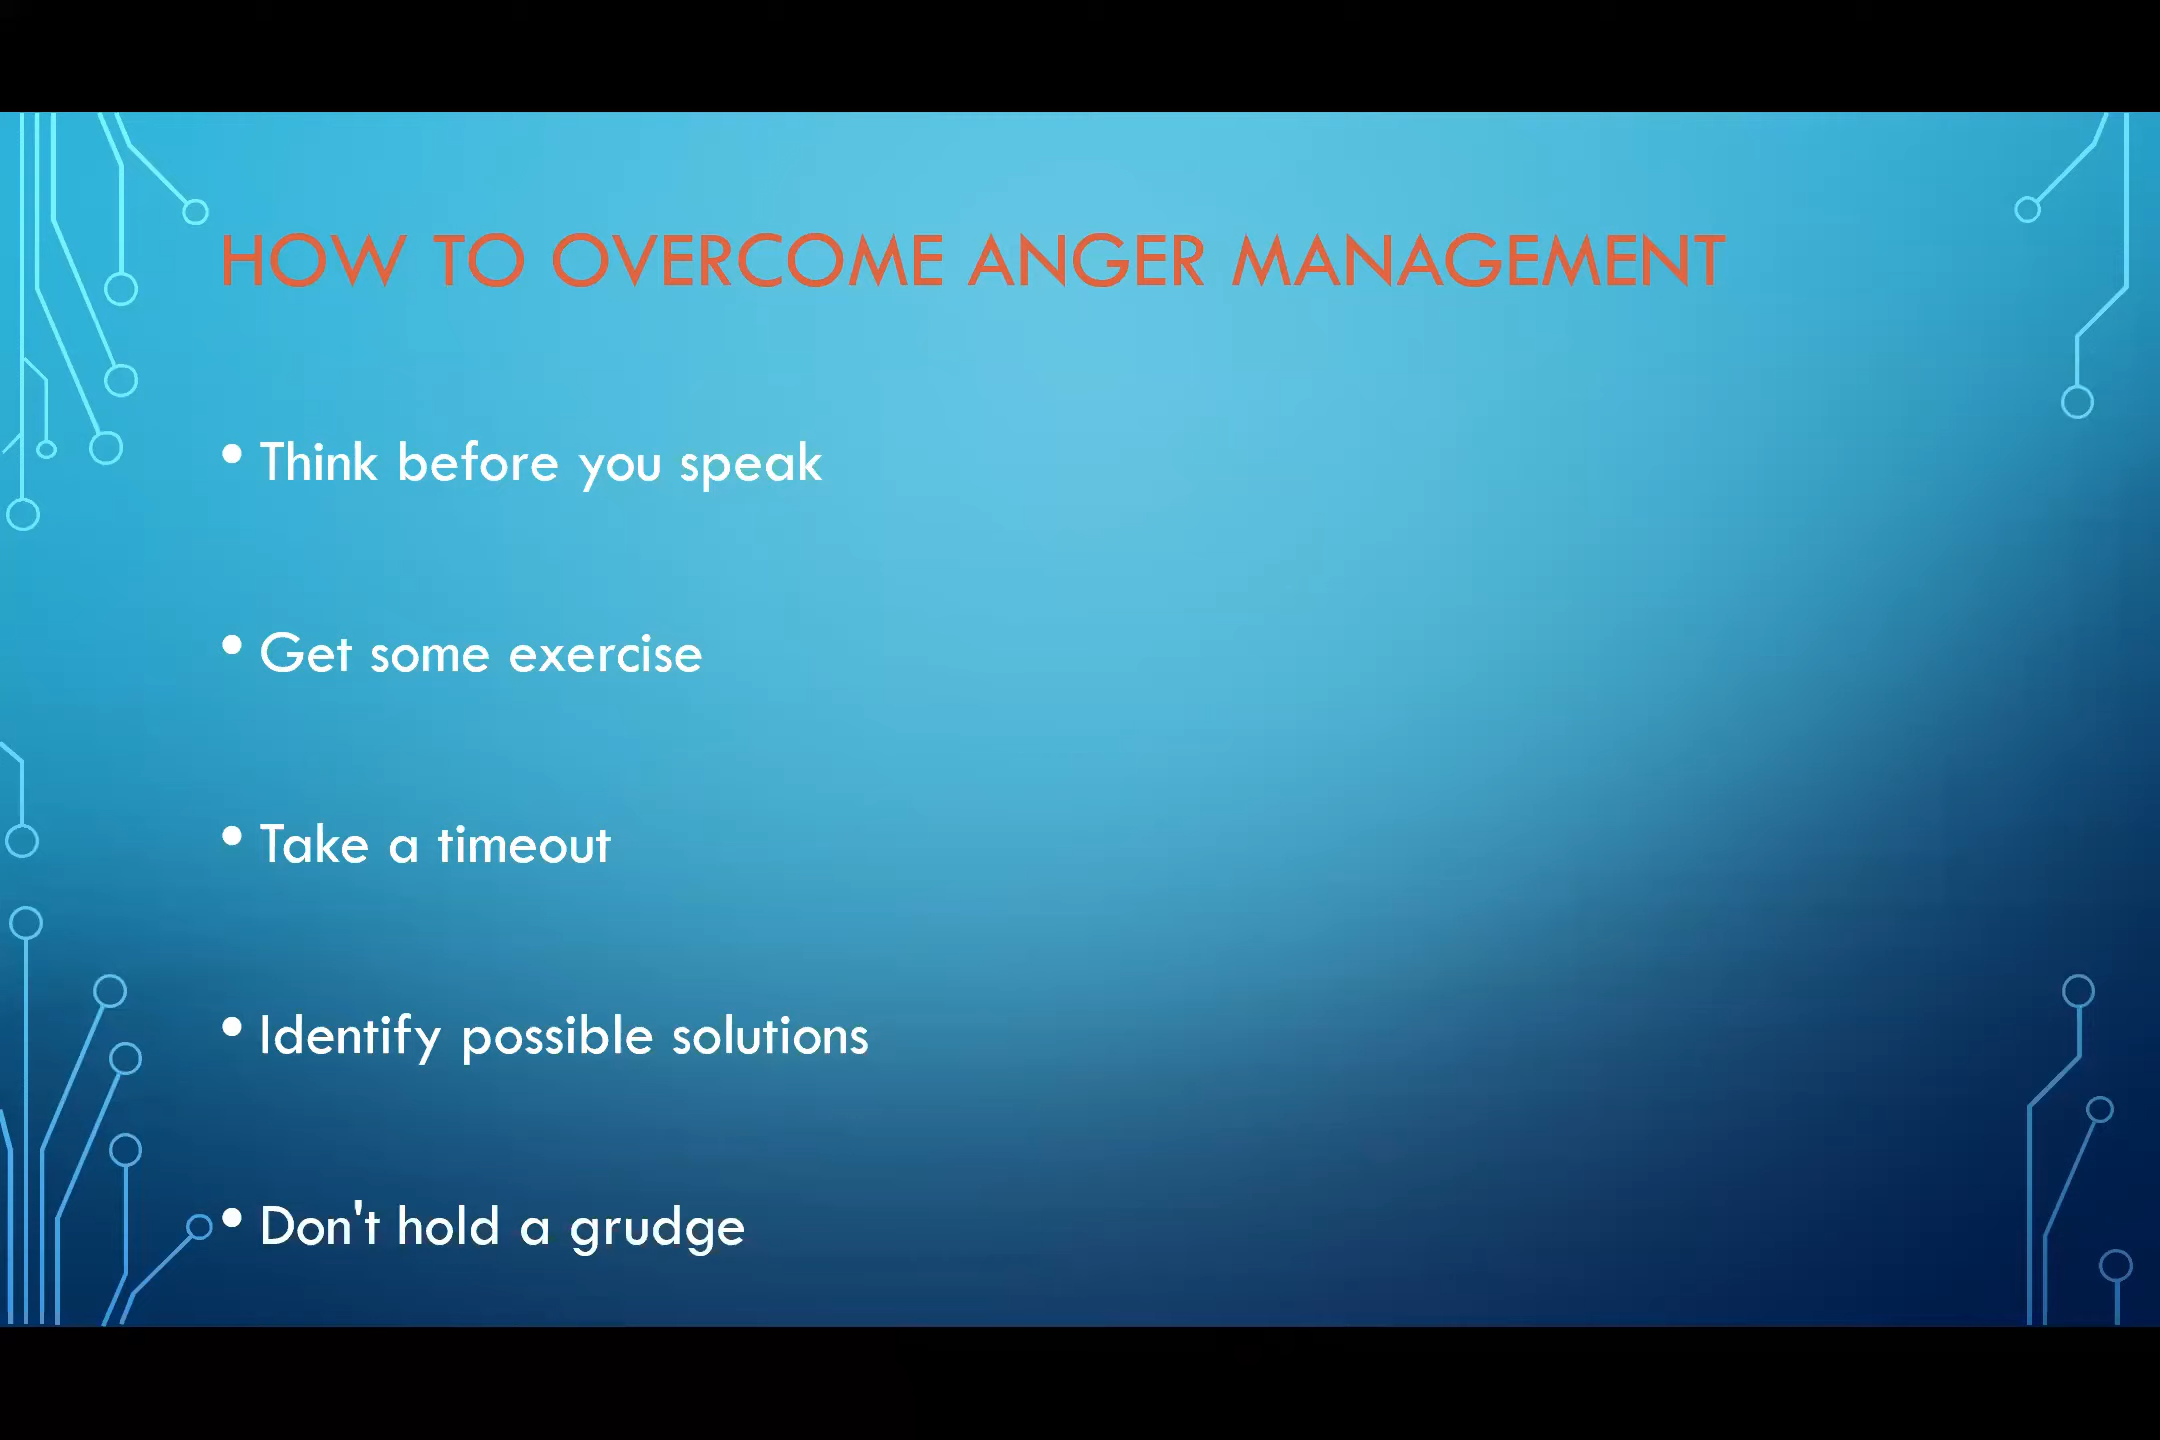 HOW TO OVERCOME ANGER MANAGEMENT
• Think before you speak
• Get some exercise
• Take a timeout
• Identify possible solutions
• Don't hold a grudge